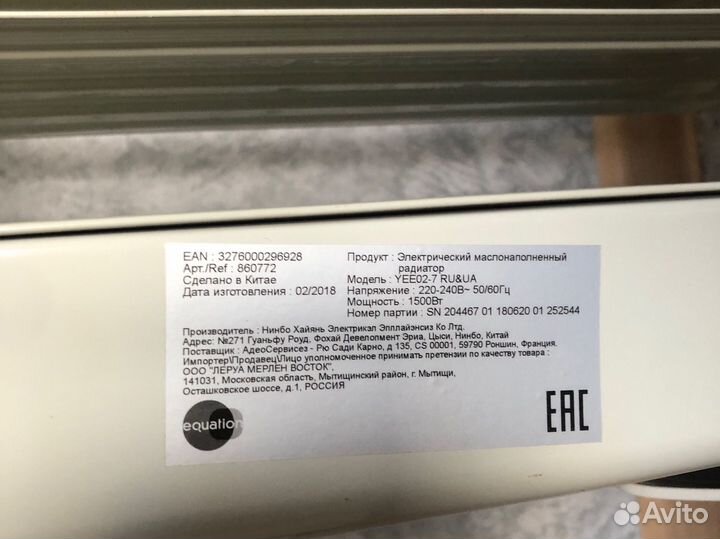 EAN : 3276000296928
Арт./Ref : 860772
Сделано в Китае
Дата изготовления : 02/2018
Продукт : Электрический маслонаполненный
радиатор
Модель : YEE02-7 RU&UA
Напряжение : 220-240В~ 50/60Гц
Мощность : 1500Вт
Номер партии : SN 204467 01 180620 01 252544
Производитель : Нинбо Хайянь Электрикэл Эпплайэнсиз Ко Лтд.
Адрес: №271 Гуаньфу Роуд, Фохай Девелопмент Эриа, Цыси, Нинбо, Китай
Поставщик : АдеоСервисез - Рю Сади Карно, д 135, CS 00001, 59790 Роншин, Франция.
Импортер\Продавец\Лицо уполномоченное принимать претензии по качеству товара :
ООО "ЛЕРУА МЕРЛЕН ВОСТОК",
141031, Московская область, Мытищинский район, г. Мытищи,
Осташковское шоссе, д.1, РОССИЯ
equation
EAC
Avito